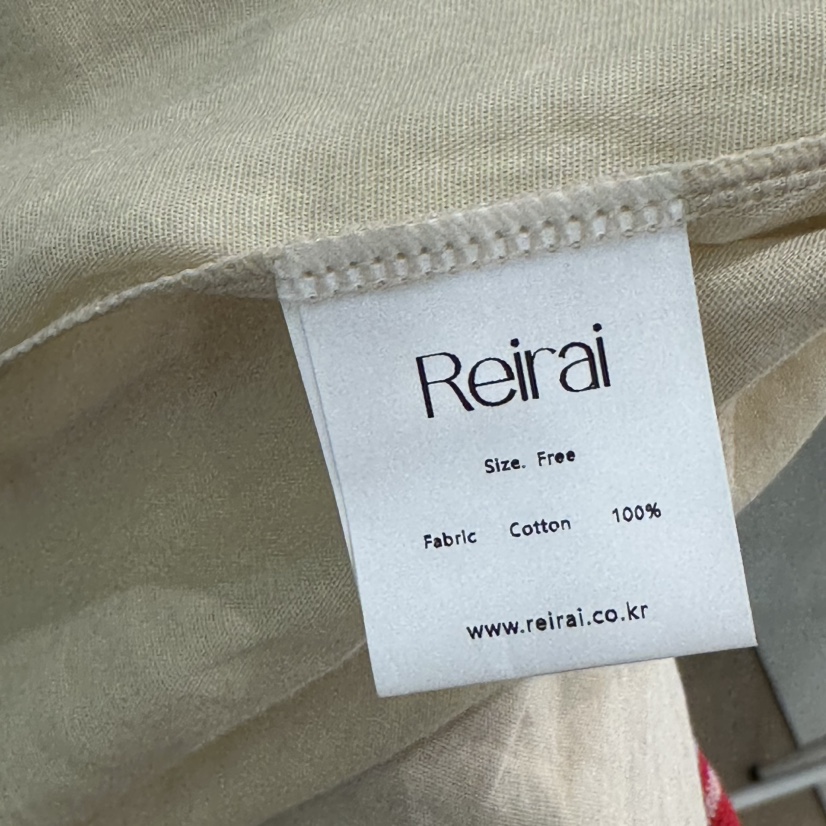 Reirai
Size. Free
Fabric Cotton 100%
www.reirai.co.kr